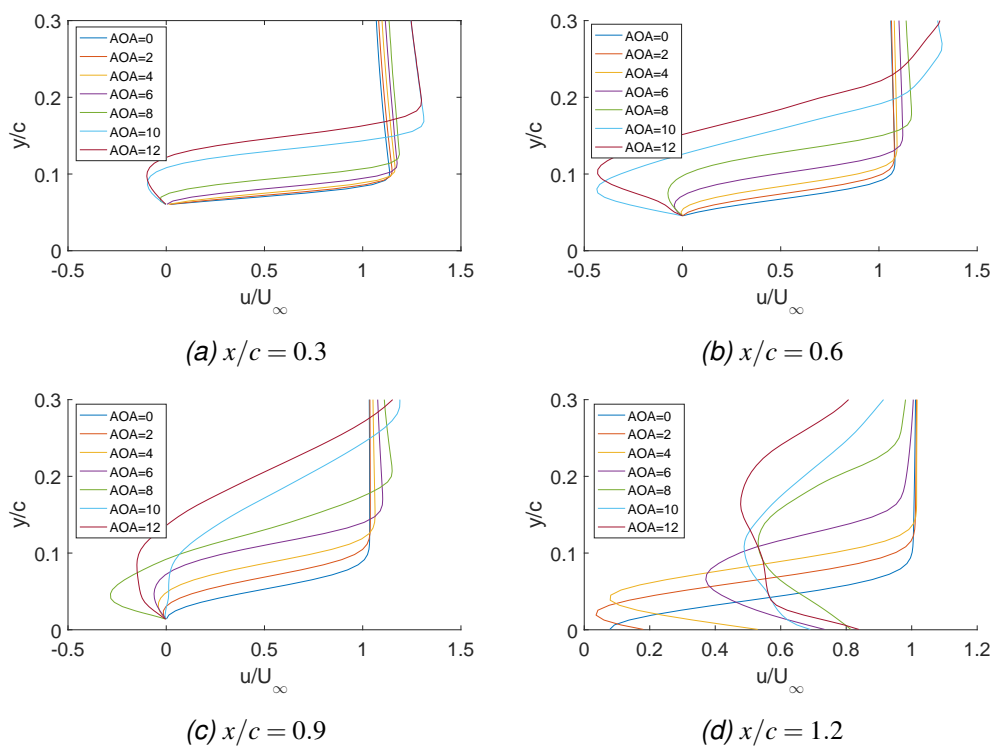 0.3
0.2
0.1
0
y/c
AOA=0
AOA=2
AOA=4
AOA=6
AOA=8
AOA=10
AOA=12
-0.5 0 0.5 1 1.5
u/U∞
(a) x/c = 0.3
0.3
0.2
0.1
0
y/c
AOA=0
AOA=2
AOA=4
AOA=6
AOA=8
AOA=10
AOA=12
-0.5 0 0.5 1 1.5
u/U∞
(b) x/c = 0.6
0.3
0.2
0.1
0
y/c
AOA=0
AOA=2
AOA=4
AOA=6
AOA=8
AOA=10
AOA=12
-0.5 0 0.5 1 1.5
u/U∞
(c) x/c = 0.9
0.3
0.2
0.1
0
y/c
AOA=0
AOA=2
AOA=4
AOA=6
AOA=8
AOA=10
AOA=12
0 0.2 0.4 0.6 0.8 1 1.2
u/U∞
(d) x/c = 1.2